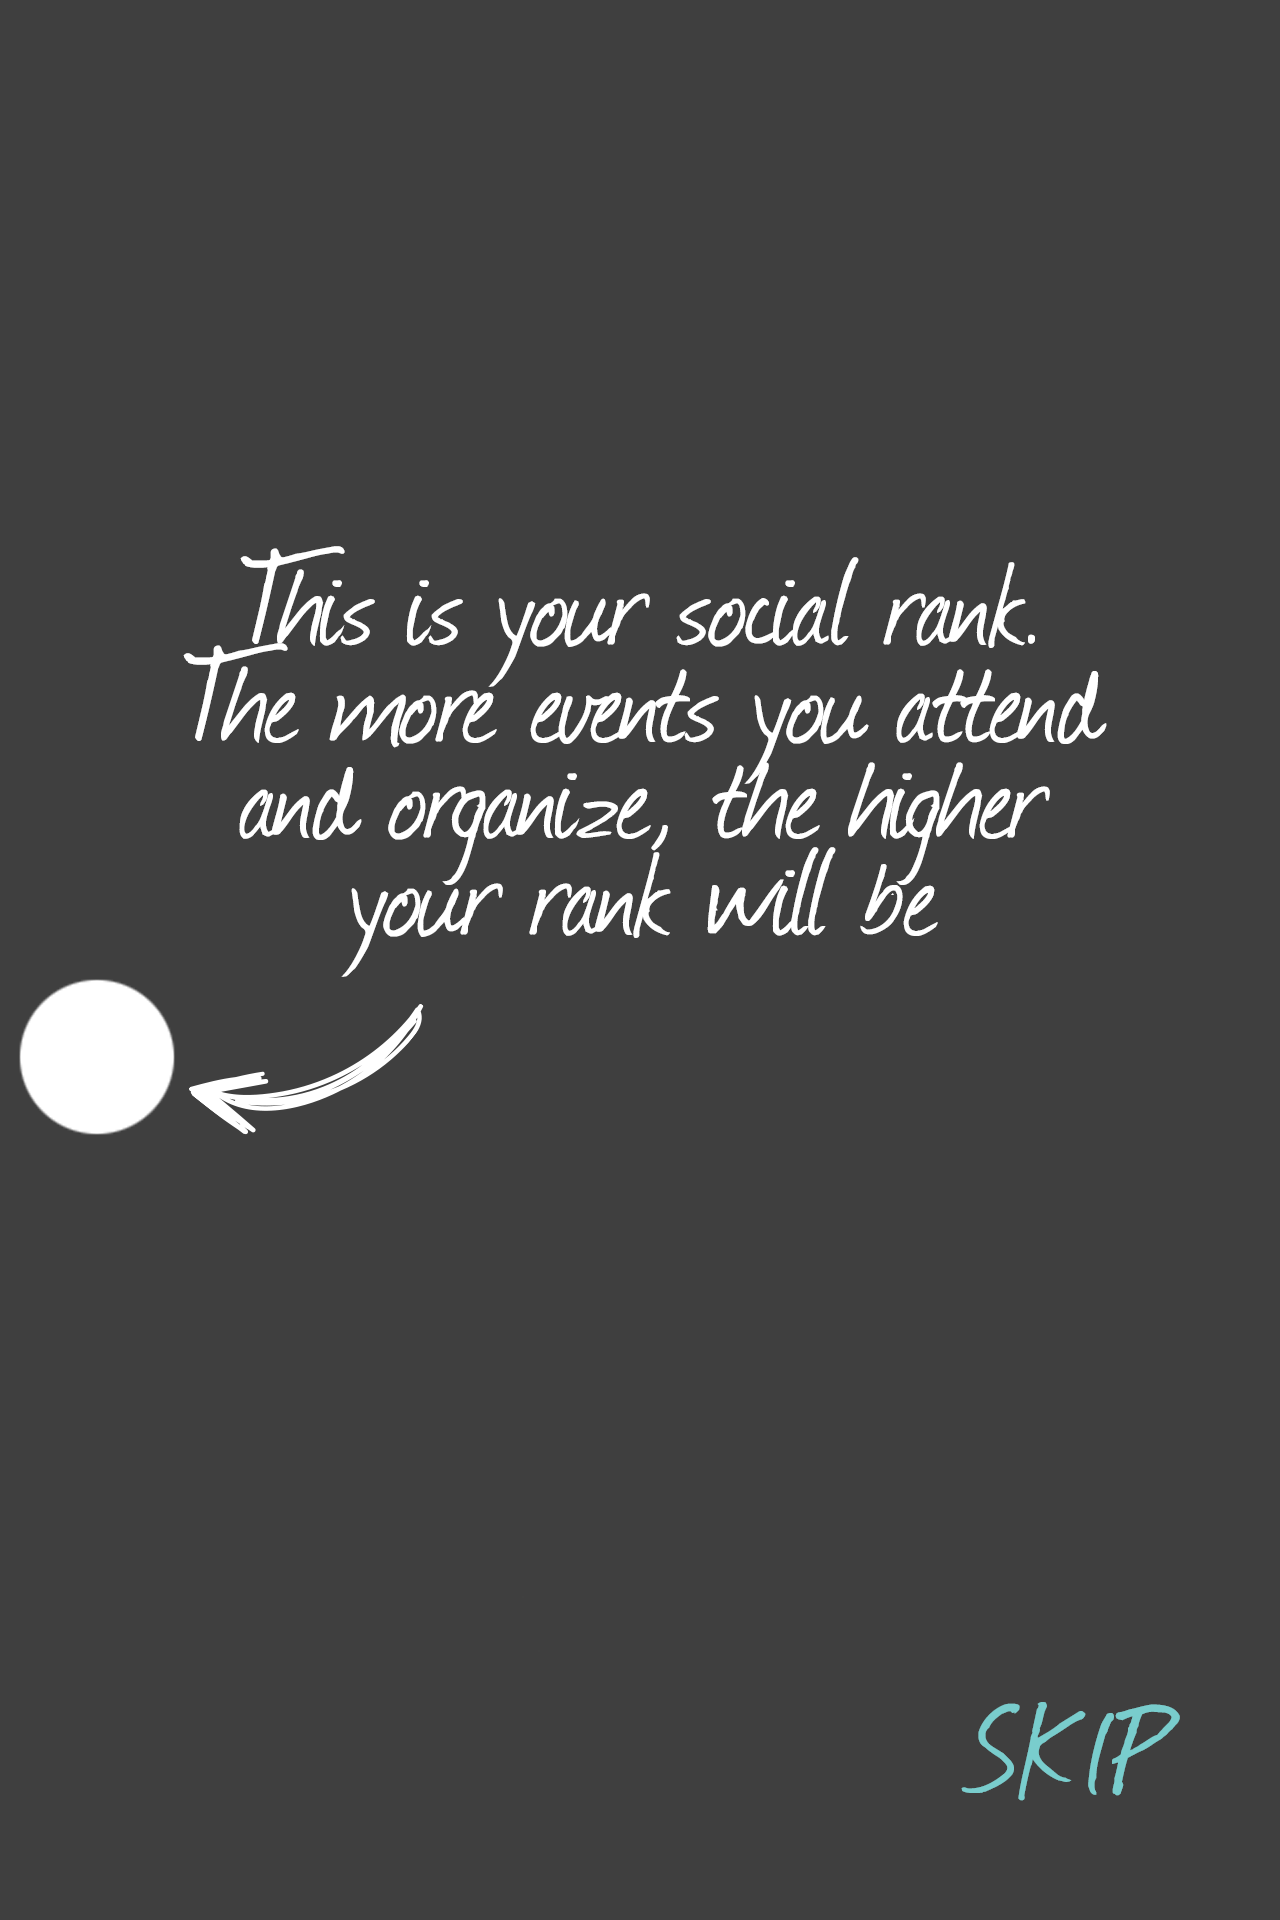 This is your social rank.
The more events you attend
and organize, the higher
your rank will be
SKIP